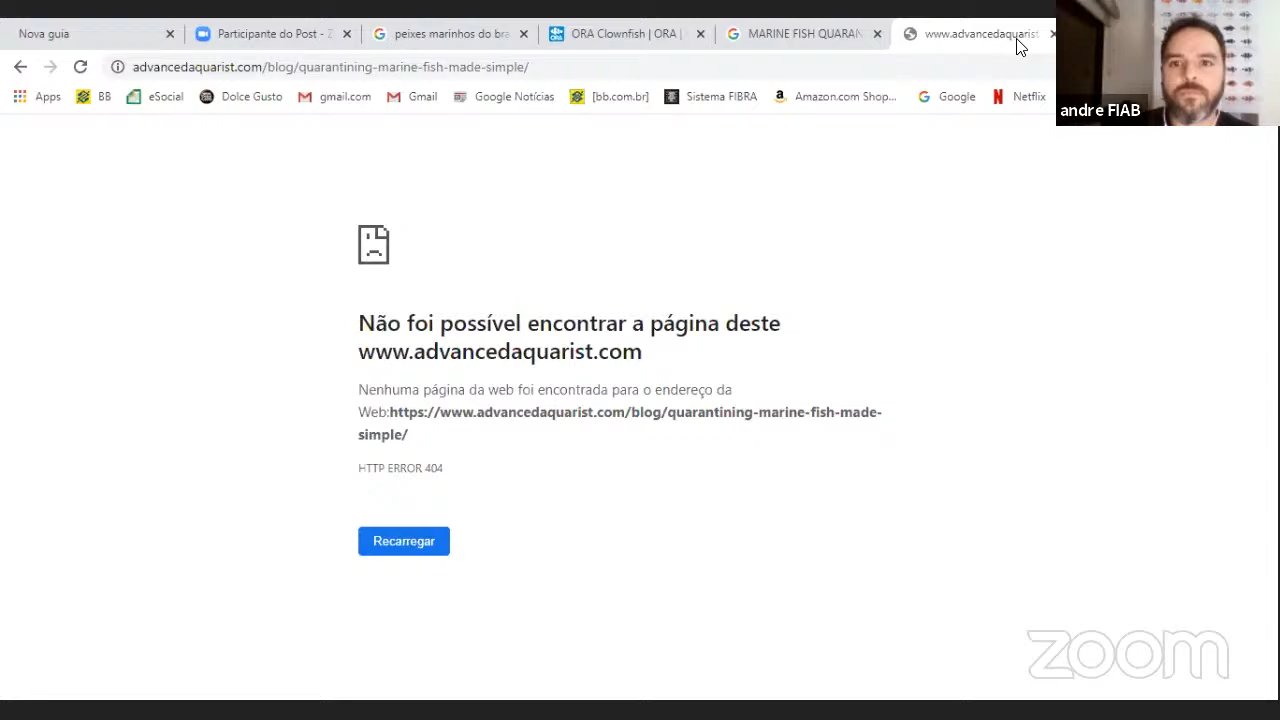 Nova guia
Participante do Post - Z
peixes marinhos do bra
ORA Clownfish | ORA |
MARINE FISH QUARAN
www.advancedaquarist
advancedaquarist.com/blog/quarantining-marine-fish-made-simple/
Apps
BB
eSocial
Dolce Gusto
gmail.com
Gmail
Google Notícias
[bb.com.br]
Sistema FIBRA
Amazon.com Shop...
Google
Netflix
andre FIAB
Não foi possível encontrar a página deste
www.advancedaquarist.com
Nenhuma página da web foi encontrada para o endereço da
Web:https://www.advancedaquarist.com/blog/quarantining-marine-fish-made-
simple/
HTTP ERROR 404
Recarregar
zoom